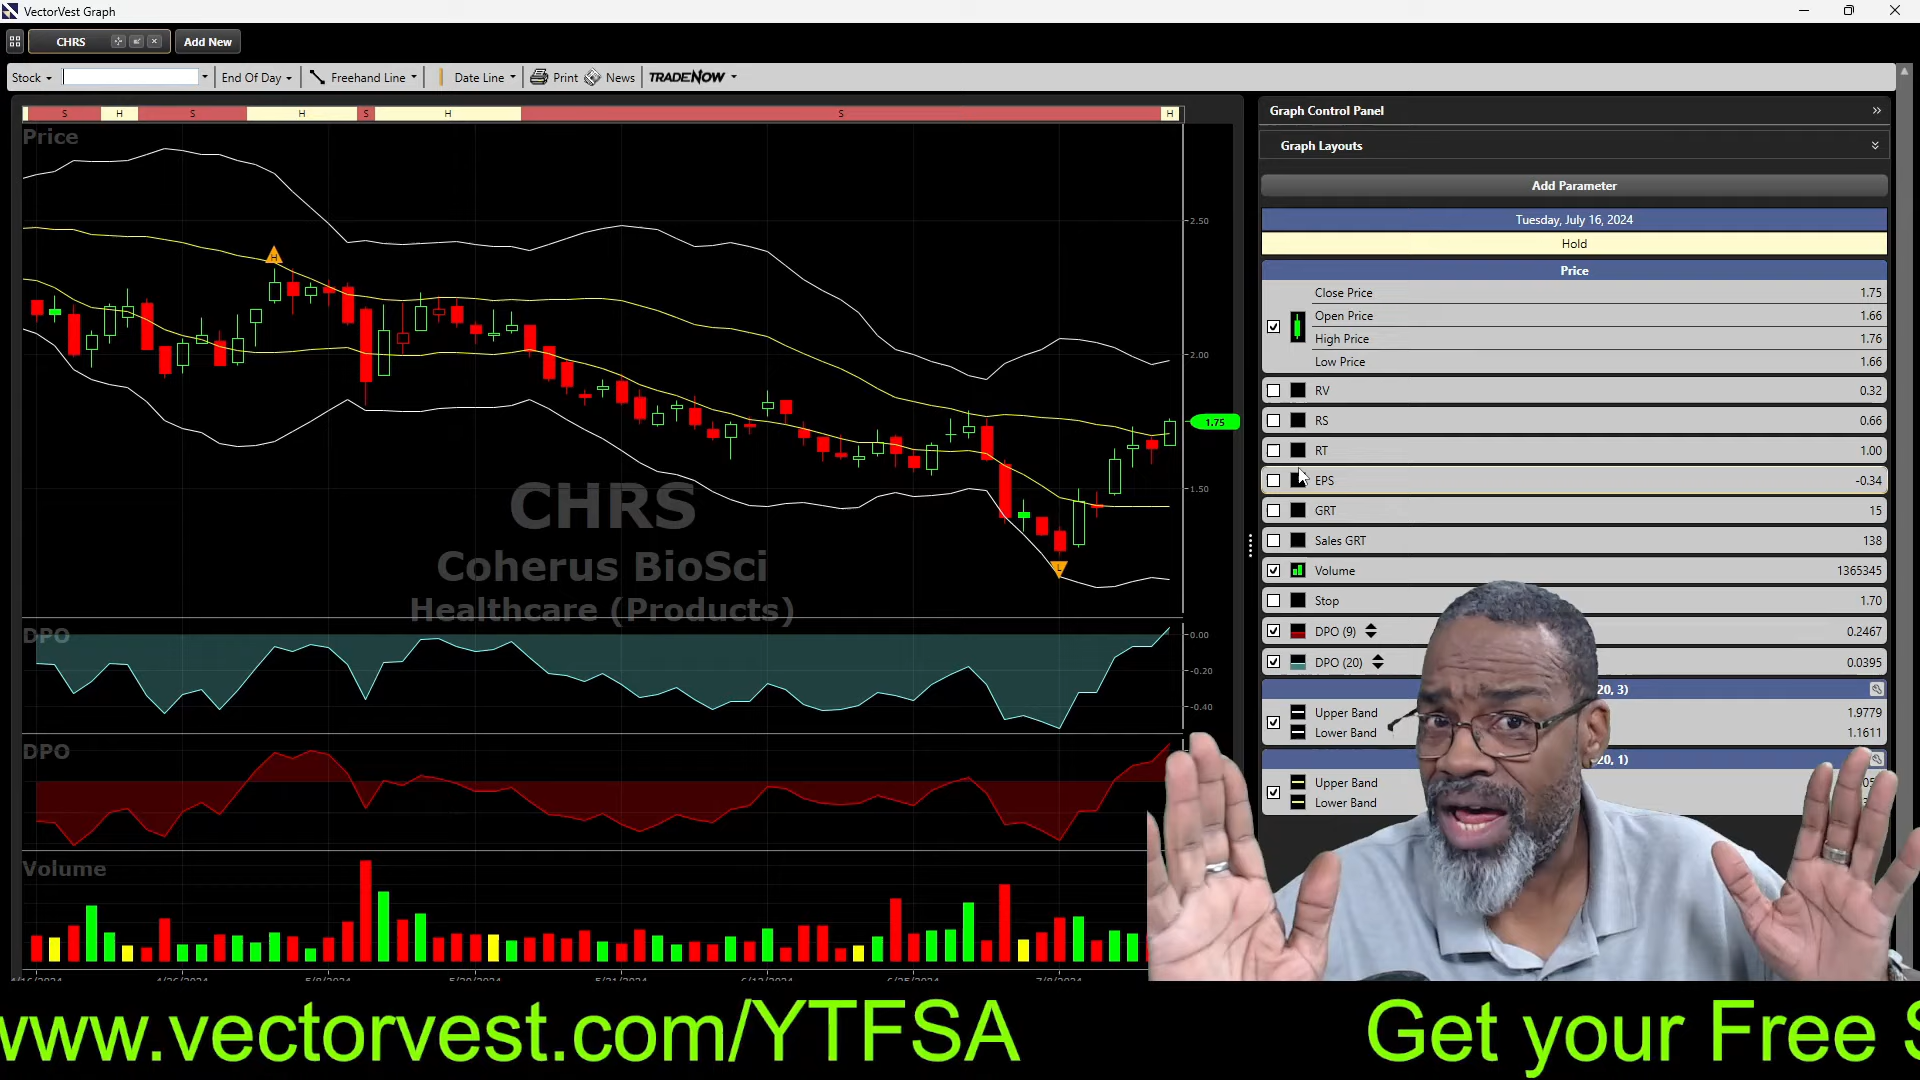 VectorVest Graph
CHRS
Add New
Stock
End Of Day
Freehand Line
Date Line
Print
News
TRADENOW
S H S H S H S H
Price
H
2.50
2.00
1.75
1.50
L
CHRS
Coherus BioSci
Healthcare (Products)
DPO
0.00
-0.20
-0.40
DPO
Volume
Graph Control Panel
Graph Layouts
Add Parameter
Tuesday, July 16, 2024
Hold
Price
Close Price 1.75
Open Price 1.66
High Price 1.76
Low Price 1.66
RV 0.32
RS 0.66
RT 1.00
EPS -0.34
GRT 15
Sales GRT 138
Volume 1365345
Stop 1.70
DPO (9) 0.2467
DPO (20) 0.0395
20, 3)
Upper Band 1.9779
Lower Band 1.1611
20, 1)
Upper Band
Lower Band
www.vectorvest.com/YTFSA
Get your Free S